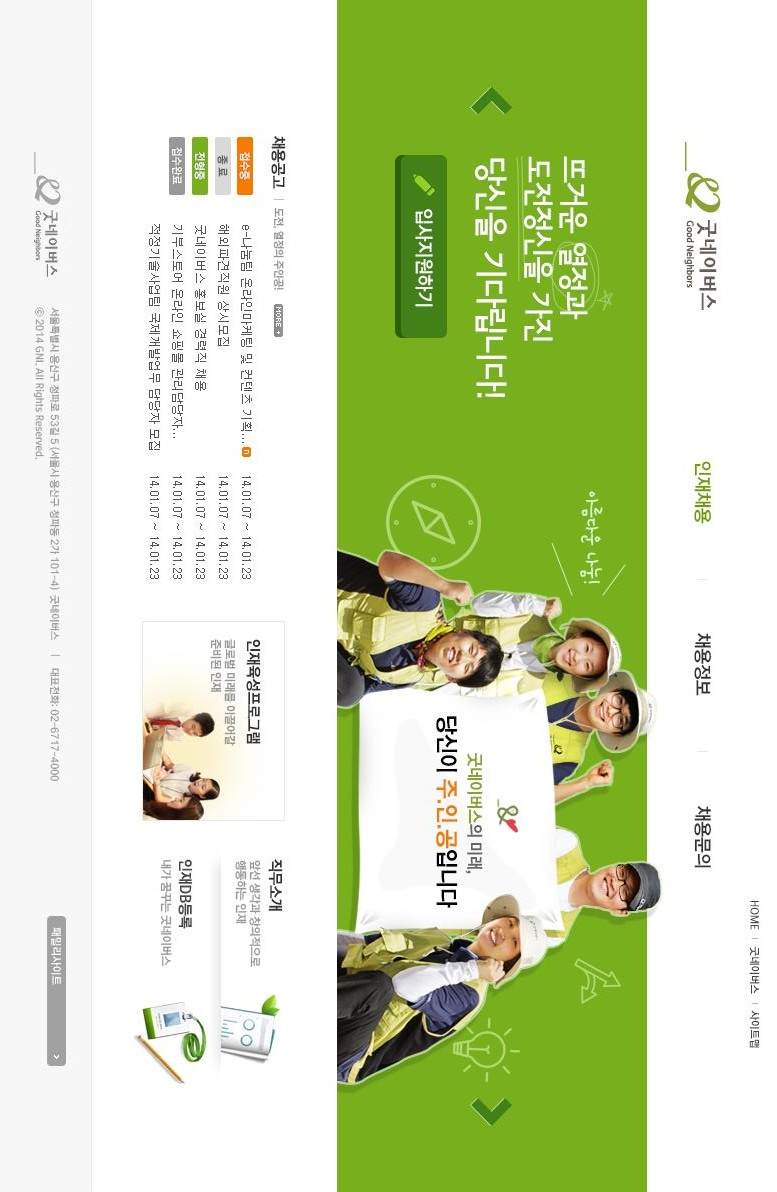 HOME | 굿네이버스 | 사이트맵
굿네이버스
Good Neighbors
인재채용
채용정보
채용문의
뜨거운 열정과
도전정신을 가진
당신을 기다립니다!
입사지원하기
아름다운 나눔!
굿네이버스의 미래,
당신이 주.인.공입니다
채용공고 | 도전, 열정의 주인공! MORE +
접수중 e-나눔팀 온라인마케팅 및 컨텐츠 기획... n 14.01.07 ~ 14.01.23
종 료 해외파견직원 상시모집 14.01.07 ~ 14.01.23
전형중 굿네이버스 홍보실 경력직 채용 14.01.07 ~ 14.01.23
접수완료 기부스토어 온라인 쇼핑몰 관리담당자... 14.01.07 ~ 14.01.23
적정기술사업팀 국제개발업무 담당자 모집 14.01.07 ~ 14.01.23
인재육성프로그램
글로벌 미래를 이끌어갈
준비된 인재
직무소개
앞선 생각과 창의적으로
행동하는 인재
인재DB등록
내가 꿈꾸는 굿네이버스
굿네이버스
Good Neighbors
서울특별시 용산구 청파로 53길 5 (서울시 용산구 청파동 2가 101-4) 굿네이버스 | 대표전화: 02-6717-4000
© 2014 GNI. All Rights Reserved.
패밀리사이트